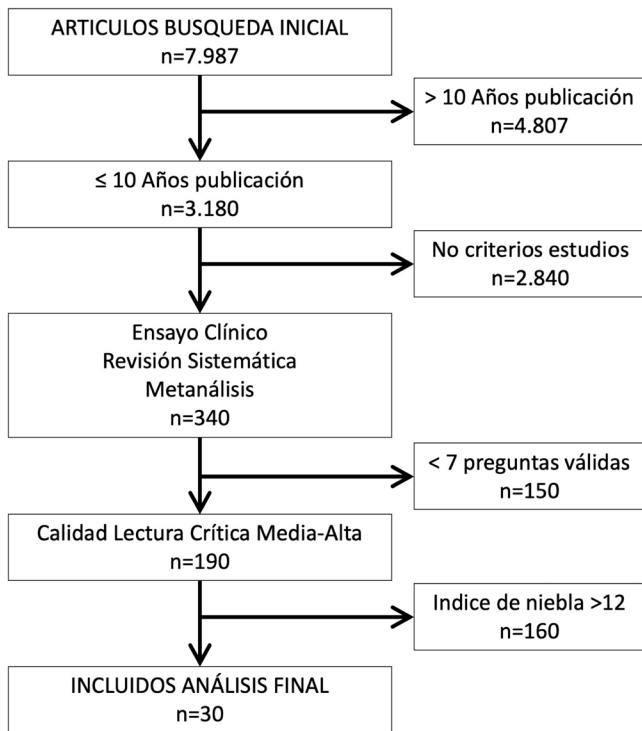 ARTICULOS BUSQUEDA INICIAL
n=7.987
> 10 Años publicación
n=4.807
≤ 10 Años publicación
n=3.180
No criterios estudios
n=2.840
Ensayo Clínico
Revisión Sistemática
Metanálisis
n=340
< 7 preguntas válidas
n=150
Calidad Lectura Crítica Media-Alta
n=190
Indice de niebla >12
n=160
INCLUIDOS ANÁLISIS FINAL
n=30